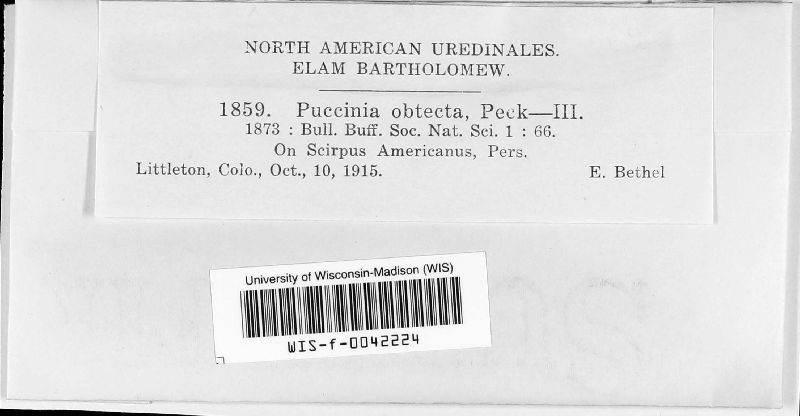 NORTH AMERICAN UREDINALES.
ELAM BARTHOLOMEW.
1859. Puccinia obtecta, Peck—III.
1873 : Bull. Buff. Soc. Nat. Sci. 1 : 66.
On Scirpus Americanus, Pers.
Littleton, Colo., Oct., 10, 1915. E. Bethel
University of Wisconsin-Madison (WIS)
WIS-f-0042224